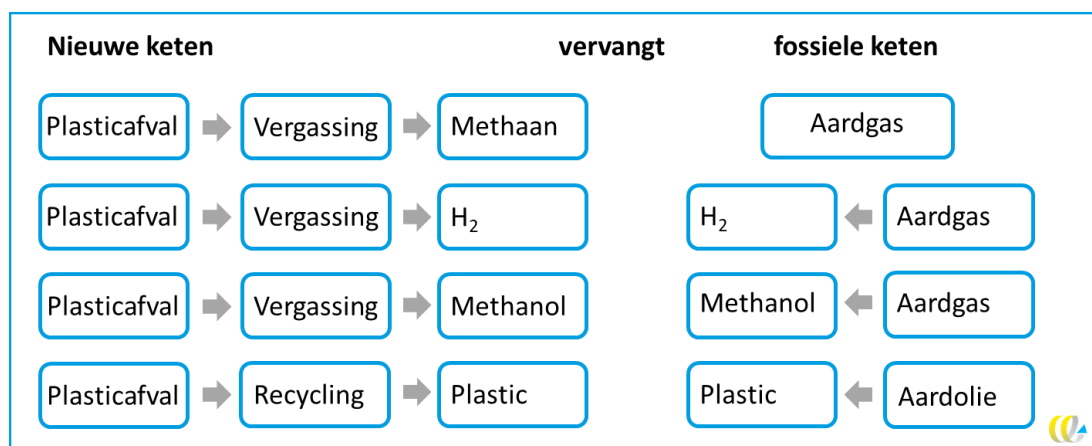 Nieuwe keten vervangt fossiele keten
Plasticafval Vergassing Methaan Aardgas
Plasticafval Vergassing H₂ H₂ Aardgas
Plasticafval Vergassing Methanol Methanol Aardgas
Plasticafval Recycling Plastic Plastic Aardolie